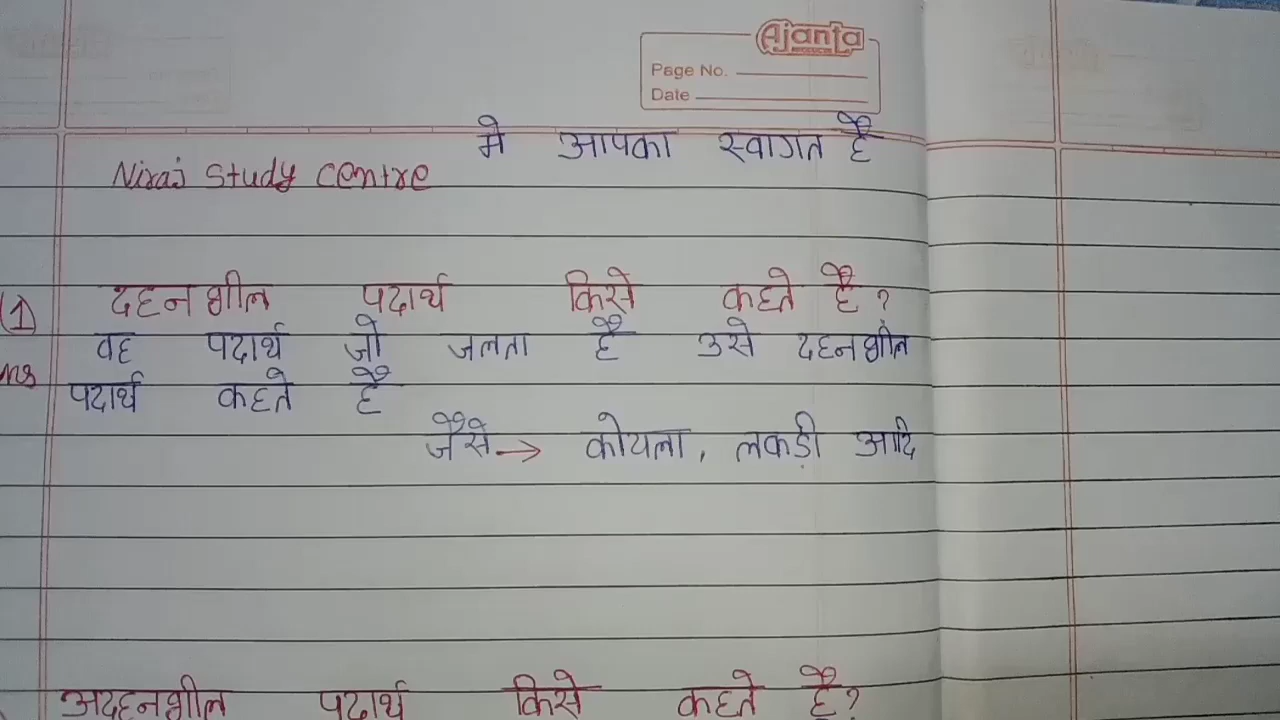 Ajanta
Page No.
Date
Niraj Study Centre मे आपका स्वागत है
(1) दहनशील पदार्थ किसे कहते है ?
Ans वह पदार्थ जो जलता है उसे दहनशील
पदार्थ कहते है
जैसे → कोयला, लकड़ी आदि
अदहनशील पदार्थ किसे कहते है ?